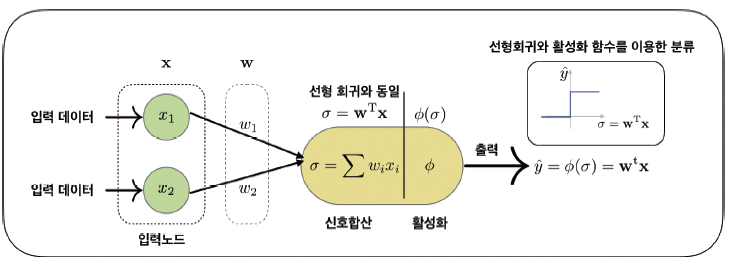 선형회귀와 활성화 함수를 이용한 분류
ŷ
σ = wᵀx
x
w
선형 회귀와 동일
σ = wᵀx
ϕ(σ)
입력 데이터
x₁
w₁
σ = ∑ wᵢxᵢ
ϕ
출력
ŷ = ϕ(σ) = wᵗx
입력 데이터
x₂
w₂
신호합산
활성화
입력노드